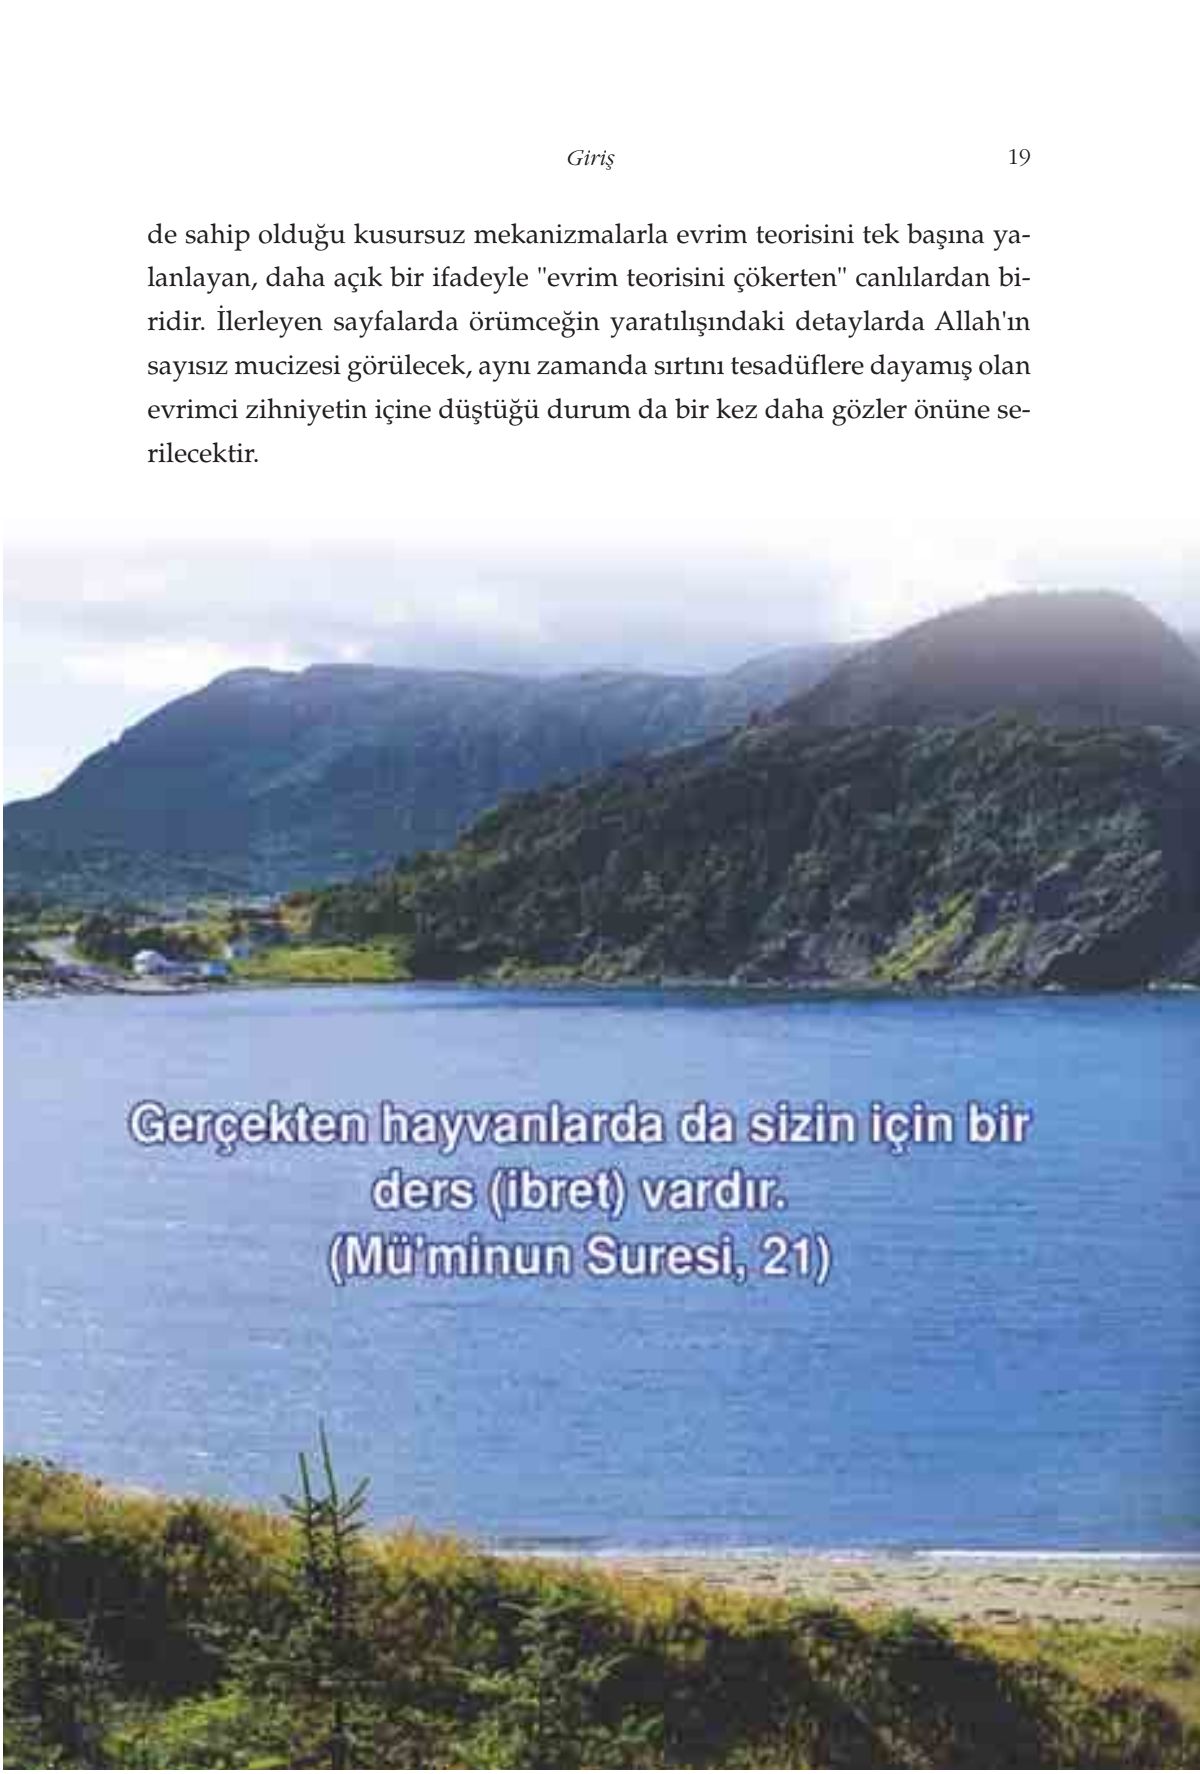 Giriş 19
de sahip olduğu kusursuz mekanizmalarla evrim teorisini tek başına ya-
lanlayan, daha açık bir ifadeyle "evrim teorisini çökerten" canlılardan bi-
ridir. İlerleyen sayfalarda örümceğin yaratılışındaki detaylarda Allah'ın
sayısız mucizesi görülecek, aynı zamanda sırtını tesadüflere dayamış olan
evrimci zihniyetin içine düştüğü durum da bir kez daha gözler önüne se-
rilecektir.
Gerçekten hayvanlarda da sizin için bir
ders (ibret) vardır.
(Mü'minun Suresi, 21)